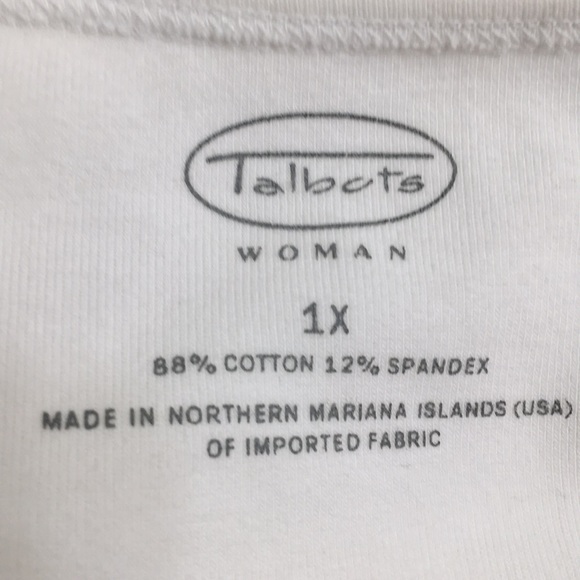 Talbots
WOMAN
1X
88% COTTON 12% SPANDEX
MADE IN NORTHERN MARIANA ISLANDS (USA)
OF IMPORTED FABRIC